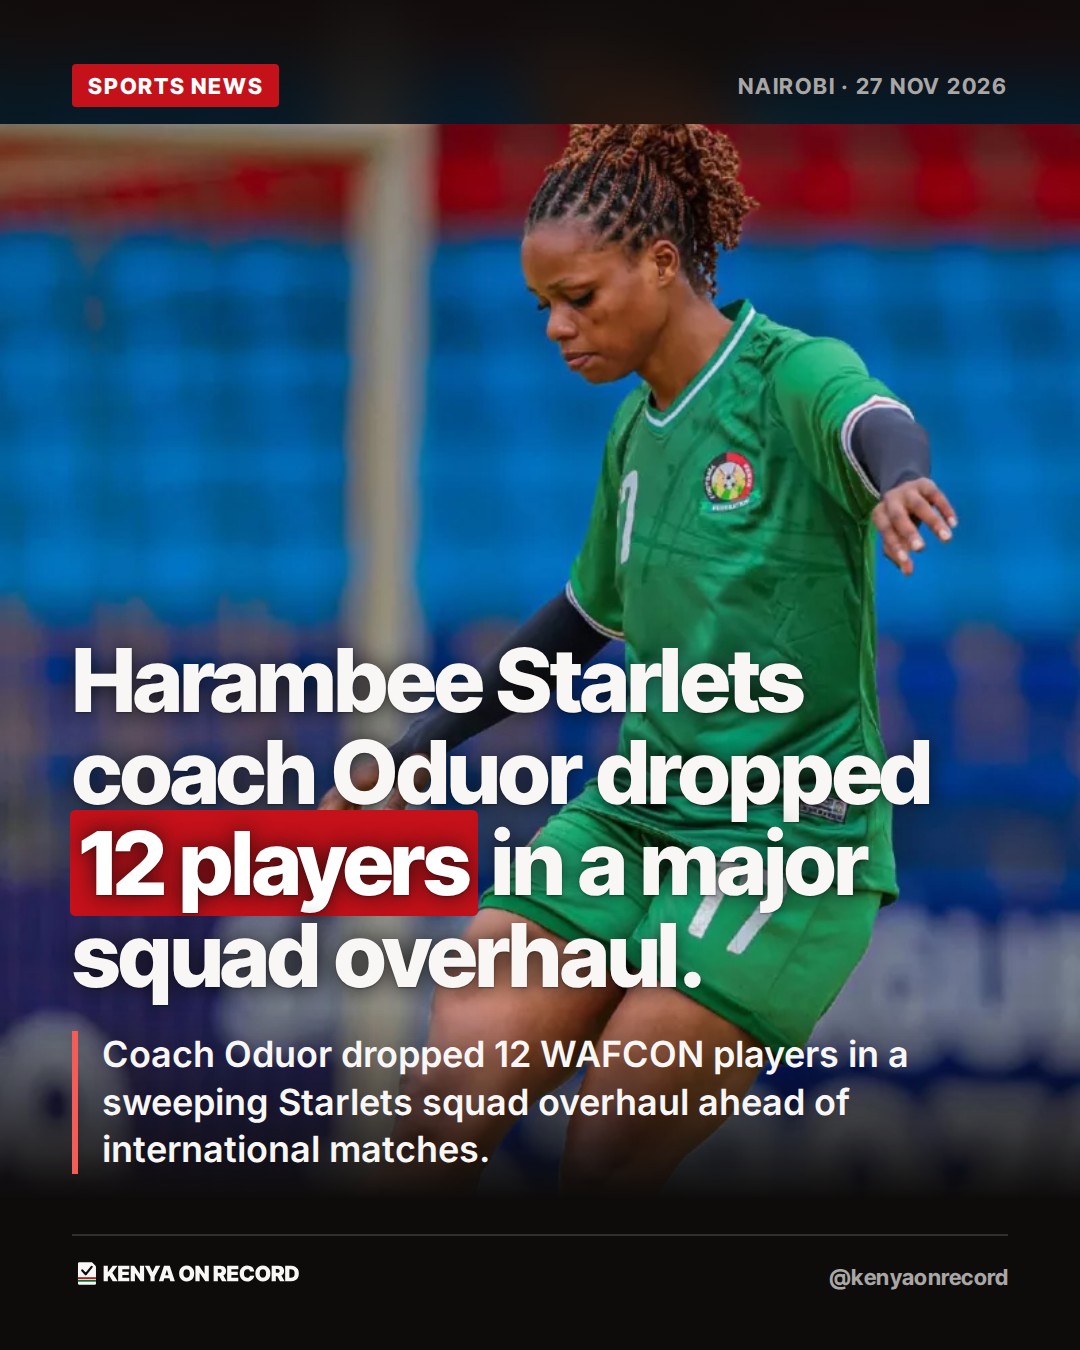 SPORTS NEWS
NAIROBI · 27 NOV 2026
Harambee Starlets
coach Oduor dropped
12 players in a major
squad overhaul.
Coach Oduor dropped 12 WAFCON players in a
sweeping Starlets squad overhaul ahead of
international matches.
KENYA ON RECORD
@kenyaonrecord
17